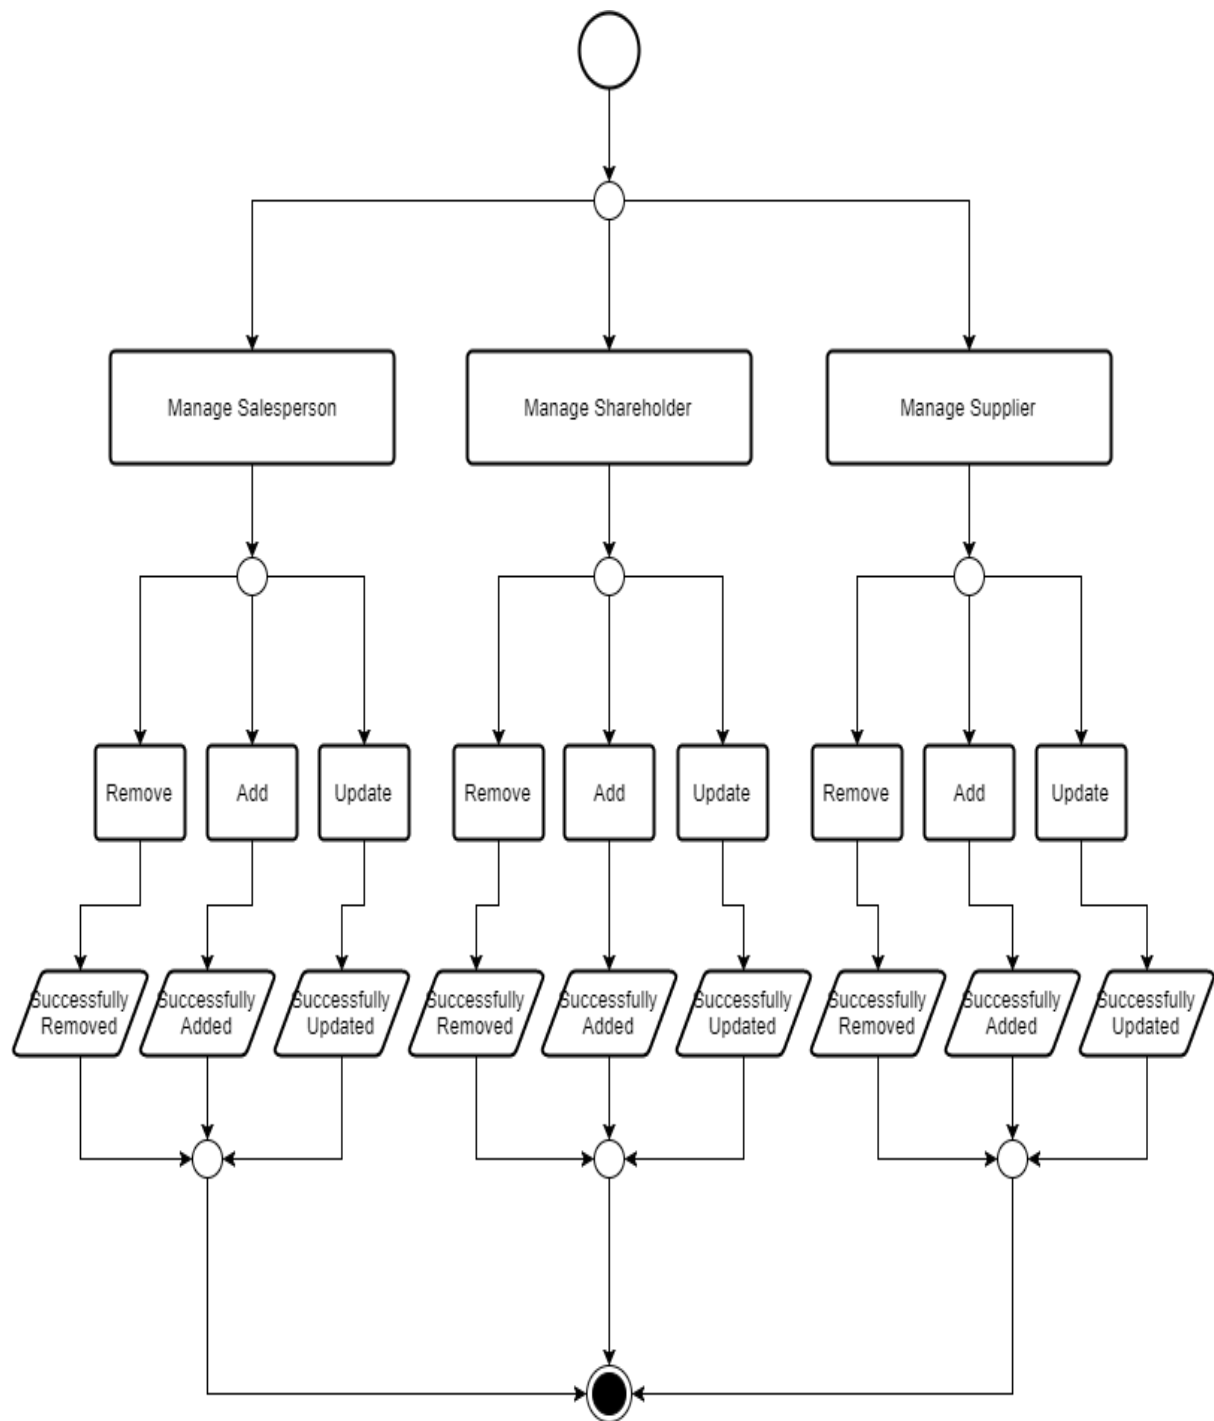 Manage Salesperson
Manage Shareholder
Manage Supplier
Remove
Add
Update
Remove
Add
Update
Remove
Add
Update
Successfully
Removed
Successfully
Added
Successfully
Updated
Successfully
Removed
Successfully
Added
Successfully
Updated
Successfully
Removed
Successfully
Added
Successfully
Updated